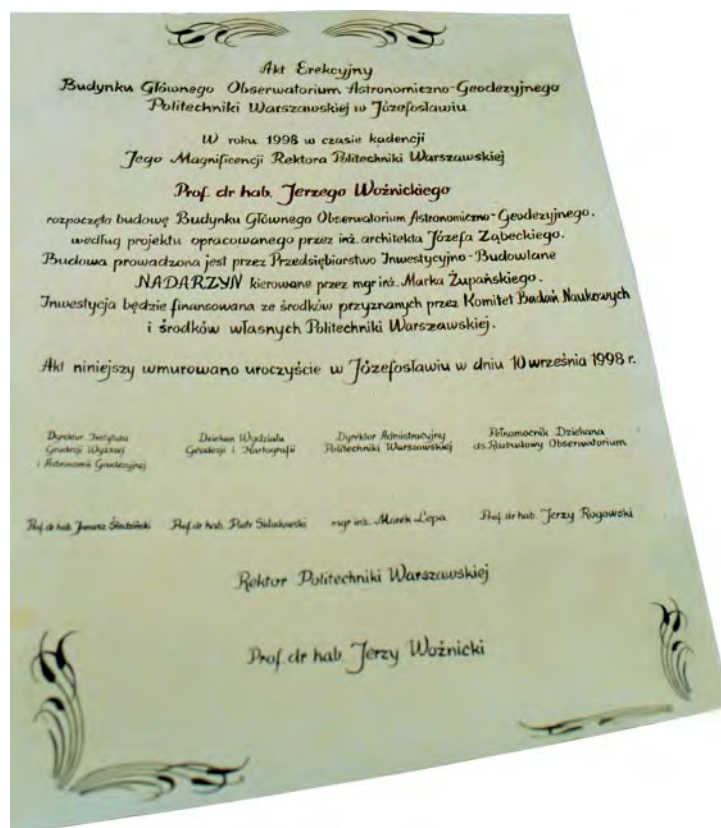 Akt Erekcyjny
Budynku Głównego Obserwatorium Astronomiczno-Geodezyjnego
Politechniki Warszawskiej w Józefosławiu
W roku 1998 w czasie kadencji
Jego Magnificencji Rektora Politechniki Warszawskiej
Prof. dr hab. Jerzego Woźnickiego
rozpoczęto budowę Budynku Głównego Obserwatorium Astronomiczno-Geodezyjnego.
według projektu opracowanego przez inż. architekta Józefa Ząbeckiego.
Budowa prowadzona jest przez Przedsiębiorstwo Inwestycyjno-Budowlane
NADARZYN kierowane przez mgr inż. Marka Żupańskiego.
Inwestycja będzie finansowana ze środków przyznanych przez Komitet Badań Naukowych
i środków własnych Politechniki Warszawskiej.
Akt niniejszy wmurowano uroczyście w Józefosławiu w dniu 10 września 1998 r.
Dyrektor Instytutu
Geodezji Wyższej
i Astronomii Geodezyjnej
Dziekan Wydziału
Geodezji i Kartografii
Dyrektor Admistracyjny
Politechniki Warszawskiej
Pełnomocnik Dziekana
ds. Rozbudowy Obserwatorium
Prof. dr hab. Janusz Śledziński
Prof. dr hab. Piotr Skłodowski
mgr inż. Marek Lepa
Prof. dr hab. Jerzy Rogowski
Rektor Politechniki Warszawskiej
Prof. dr hab. Jerzy Woźnicki